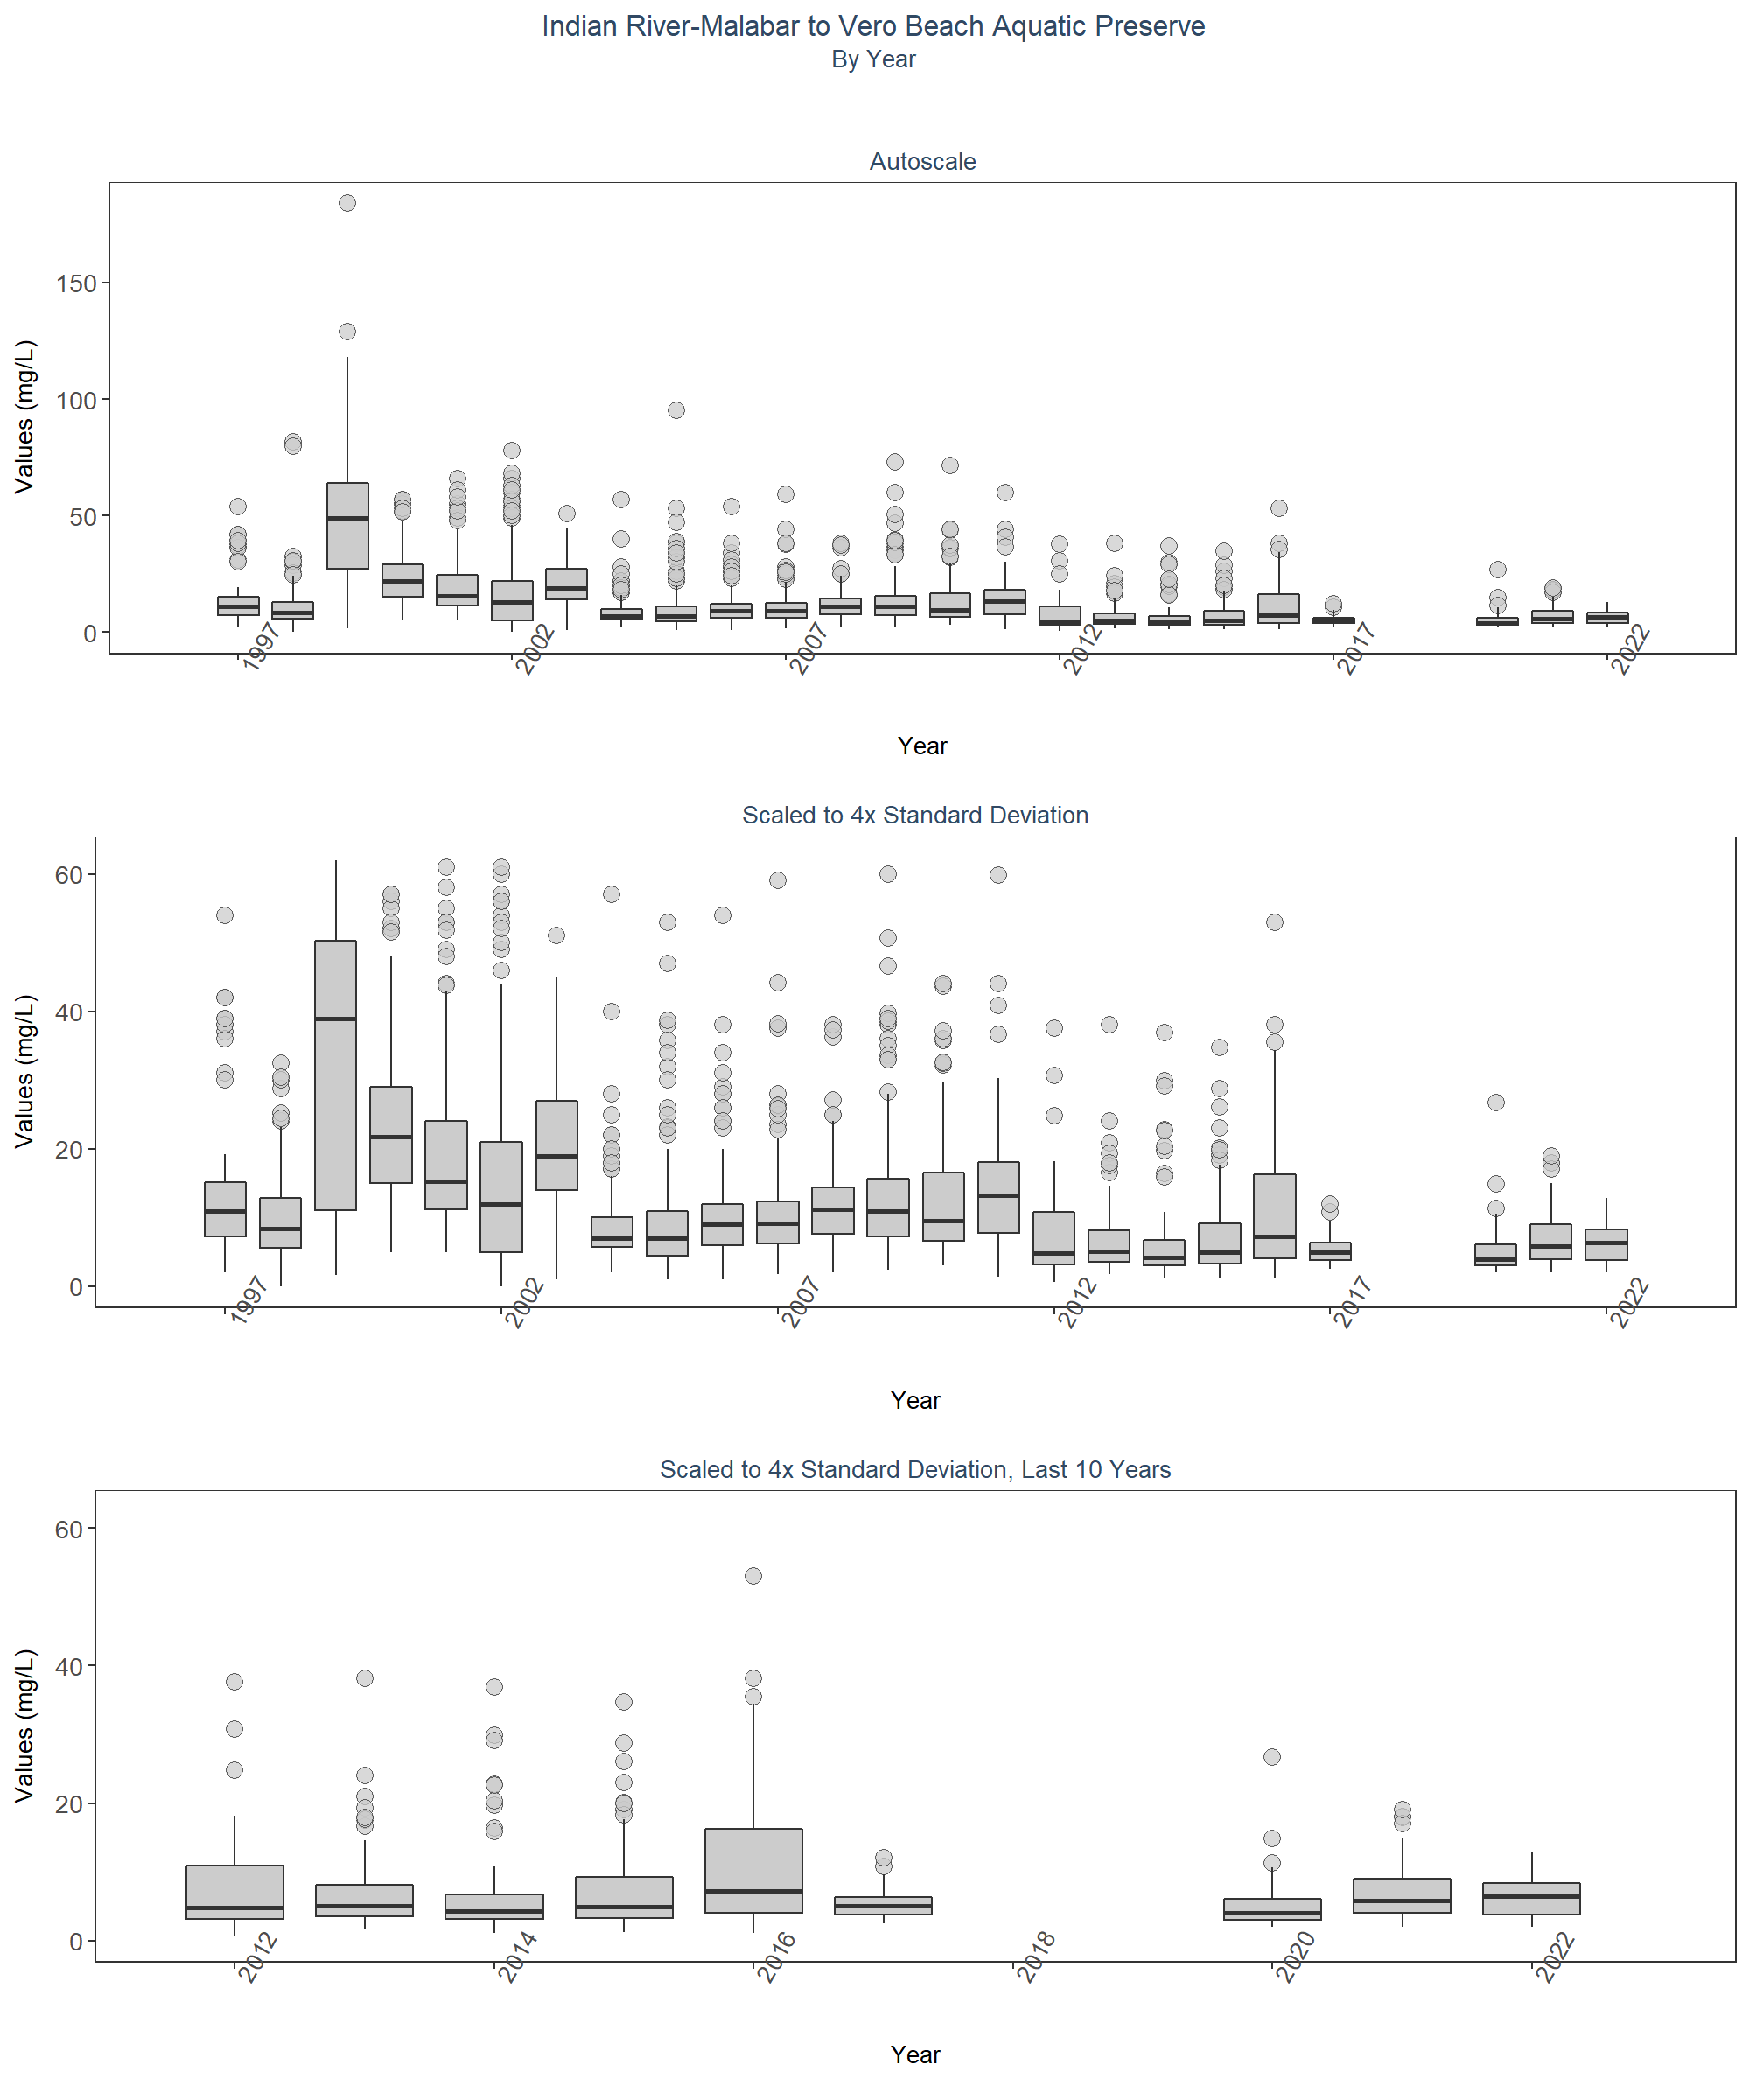 Indian River-Malabar to Vero Beach Aquatic Preserve
By Year
Autoscale
Values (mg/L)
150
100
50
0
1997
2002
2007
2012
2017
2022
Year
Scaled to 4x Standard Deviation
Values (mg/L)
60
40
20
0
1997
2002
2007
2012
2017
2022
Year
Scaled to 4x Standard Deviation, Last 10 Years
Values (mg/L)
60
40
20
0
2012
2014
2016
2018
2020
2022
Year